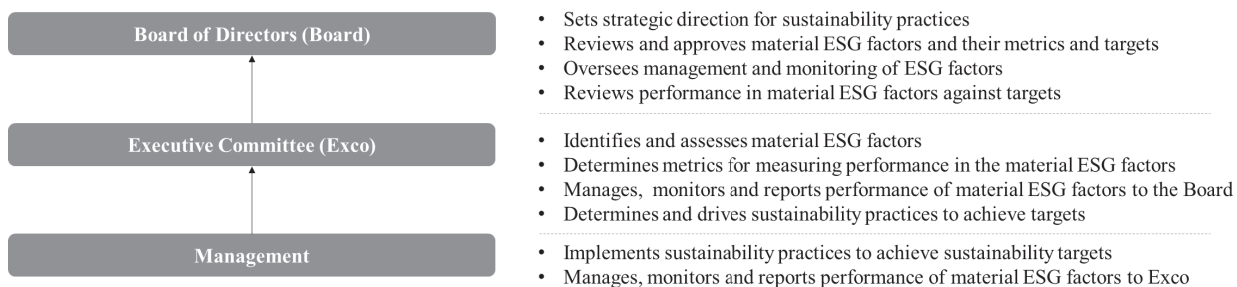 Board of Directors (Board)
• Sets strategic direction for sustainability practices
• Reviews and approves material ESG factors and their metrics and targets
• Oversees management and monitoring of ESG factors
• Reviews performance in material ESG factors against targets
Executive Committee (Exco)
• Identifies and assesses material ESG factors
• Determines metrics for measuring performance in the material ESG factors
• Manages, monitors and reports performance of material ESG factors to the Board
• Determines and drives sustainability practices to achieve targets
Management
• Implements sustainability practices to achieve sustainability targets
• Manages, monitors and reports performance of material ESG factors to Exco